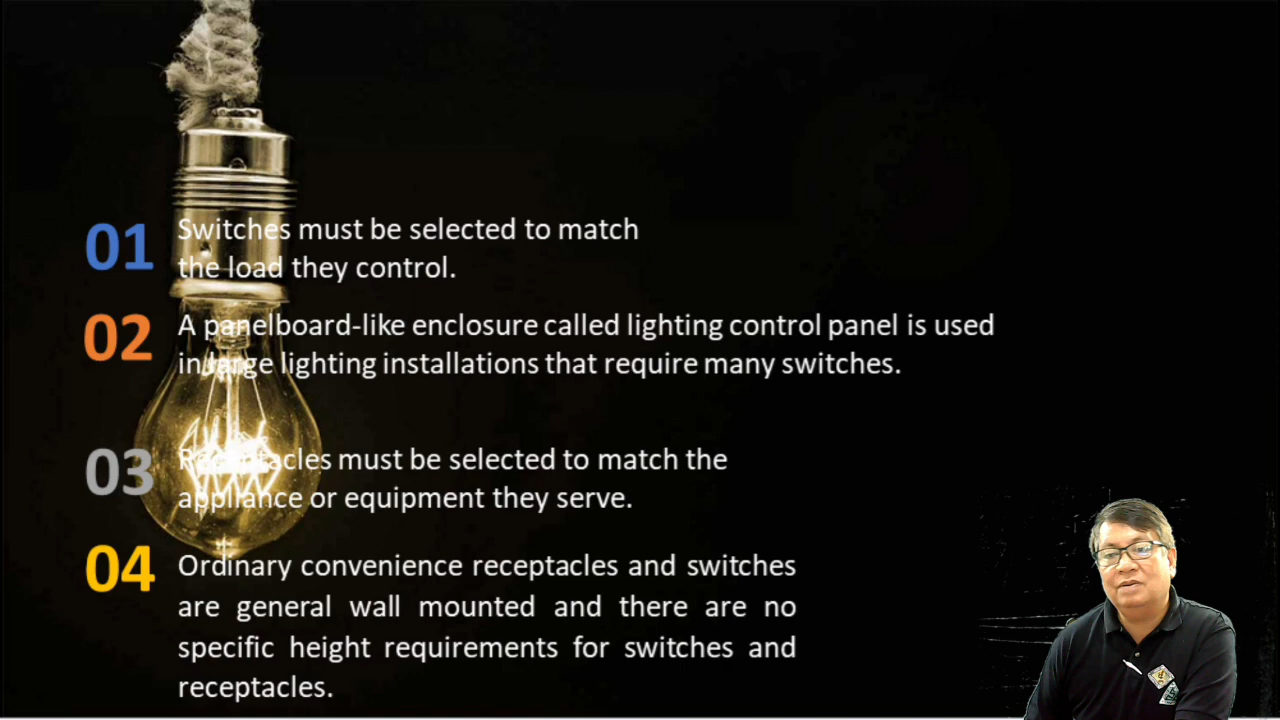 01
Switches must be selected to match
the load they control.
02
A panelboard-like enclosure called lighting control panel is used
in large lighting installations that require many switches.
03
Receptacles must be selected to match the
appliance or equipment they serve.
04
Ordinary convenience receptacles and switches
are general wall mounted and there are no
specific height requirements for switches and
receptacles.